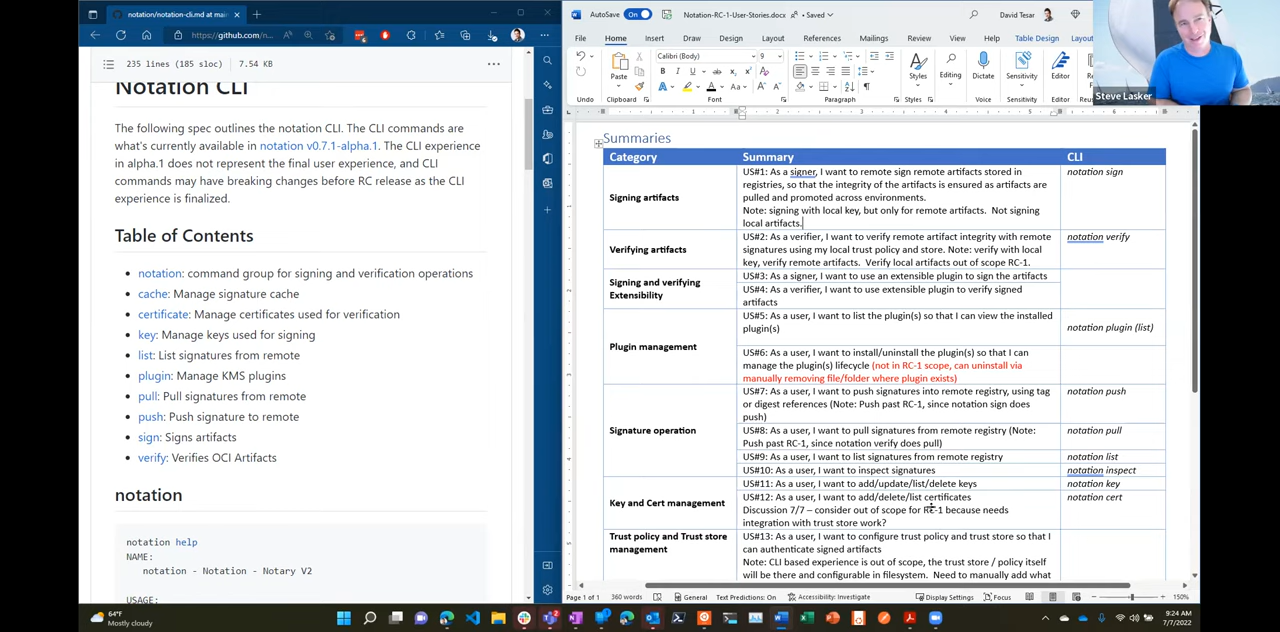 notation/notation-cli.md at mai
https://github.com/n...
235 lines (185 sloc)
7.54 KB
Notation CLI
The following spec outlines the notation CLI. The CLI commands are
what's currently available in notation v0.7.1-alpha.1. The CLI experience
in alpha.1 does not represent the final user experience, and CLI
commands may have breaking changes before RC release as the CLI
experience is finalized.
Table of Contents
notation: command group for signing and verification operations
cache: Manage signature cache
certificate: Manage certificates used for verification
key: Manage keys used for signing
list: List signatures from remote
plugin: Manage KMS plugins
pull: Pull signatures from remote
push: Push signature to remote
sign: Signs artifacts
verify: Verifies OCI Artifacts
notation
notation help
NAME:
notation - Notation - Notary V2
USAGE:
AutoSave On
Notation-RC-1-User-Stories.docx
Saved
David Tesar
File Home Insert Draw Design Layout References Mailings Review View Help Table Design Layou
Calibri (Body) 9
Paste
Styles Editing Dictate Sensitivity Editor
Undo Clipboard Font Paragraph Styles Voice Sensitivity Editor
Steve Lasker
Summaries
Category Summary CLI
Signing artifacts
US#1: As a signer, I want to remote sign remote artifacts stored in
registries, so that the integrity of the artifacts is ensured as artifacts are
pulled and promoted across environments.
Note: signing with local key, but only for remote artifacts. Not signing
local artifacts.
notation sign
Verifying artifacts
US#2: As a verifier, I want to verify remote artifact integrity with remote
signatures using my local trust policy and store. Note: verify with local
key, verify remote artifacts. Verify local artifacts out of scope RC-1.
notation verify
Signing and verifying
Extensibility
US#3: As a signer, I want to use an extensible plugin to sign the artifacts
US#4: As a verifier, I want to use extensible plugin to verify signed
artifacts
Plugin management
US#5: As a user, I want to list the plugin(s) so that I can view the installed
plugin(s)
notation plugin (list)
US#6: As a user, I want to install/uninstall the plugin(s) so that I can
manage the plugin(s) lifecycle (not in RC-1 scope, can uninstall via
manually removing file/folder where plugin exists)
Signature operation
US#7: As a user, I want to push signatures into remote registry, using tag
or digest references (Note: Push past RC-1, since notation sign does
push)
notation push
US#8: As a user, I want to pull signatures from remote registry (Note:
Push past RC-1, since notation verify does pull)
notation pull
US#9: As a user, I want to list signatures from remote registry
notation list
US#10: As a user, I want to inspect signatures
notation inspect
Key and Cert management
US#11: As a user, I want to add/update/list/delete keys
notation key
US#12: As a user, I want to add/delete/list certificates
Discussion 7/7 – consider out of scope for RC-1 because needs
integration with trust store work?
notation cert
Trust policy and Trust store
management
US#13: As a user, I want to configure trust policy and trust store so that I
can authenticate signed artifacts
Note: CLI based experience is out of scope, the trust store / policy itself
will be there and configurable in filesystem. Need to manually add what
Page 1 of 1 360 words General Text Predictions: On Accessibility: Investigate Display Settings Focus 150%
64°F
Mostly cloudy
9:24 AM
7/7/2022